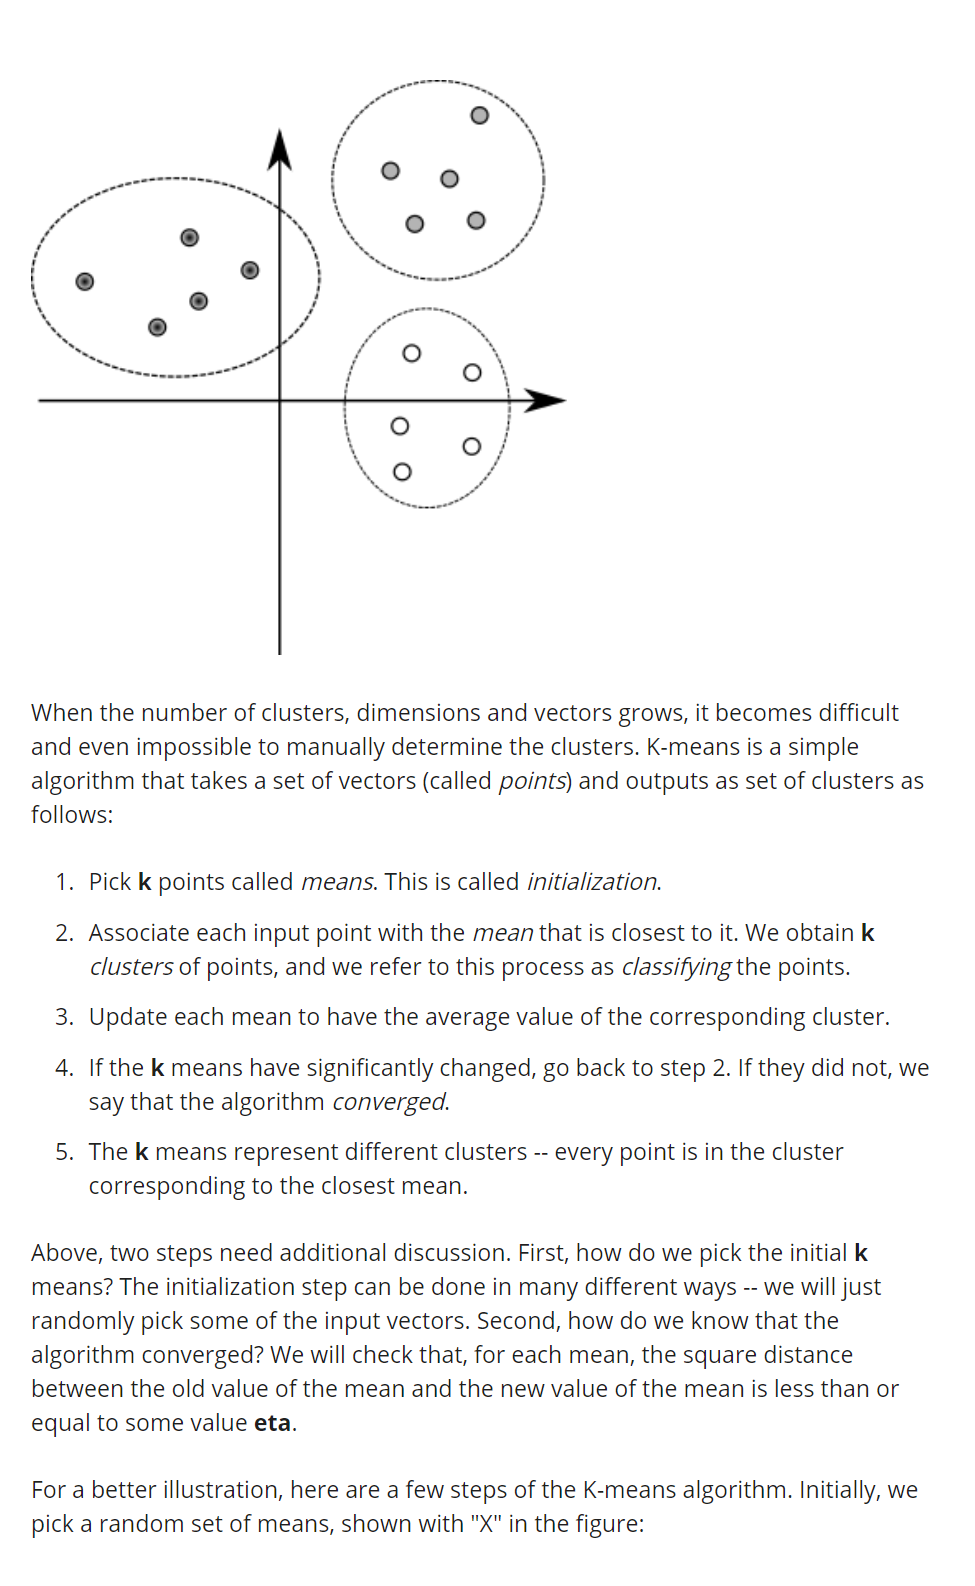 When the number of clusters, dimensions and vectors grows, it becomes difficult
and even impossible to manually determine the clusters. K-means is a simple
algorithm that takes a set of vectors (called points) and outputs as set of clusters as
follows:
1. Pick k points called means. This is called initialization.
2. Associate each input point with the mean that is closest to it. We obtain k
clusters of points, and we refer to this process as classifying the points.
3. Update each mean to have the average value of the corresponding cluster.
4. If the k means have significantly changed, go back to step 2. If they did not, we
say that the algorithm converged.
5. The k means represent different clusters -- every point is in the cluster
corresponding to the closest mean.
Above, two steps need additional discussion. First, how do we pick the initial k
means? The initialization step can be done in many different ways -- we will just
randomly pick some of the input vectors. Second, how do we know that the
algorithm converged? We will check that, for each mean, the square distance
between the old value of the mean and the new value of the mean is less than or
equal to some value eta.
For a better illustration, here are a few steps of the K-means algorithm. Initially, we
pick a random set of means, shown with "X" in the figure: